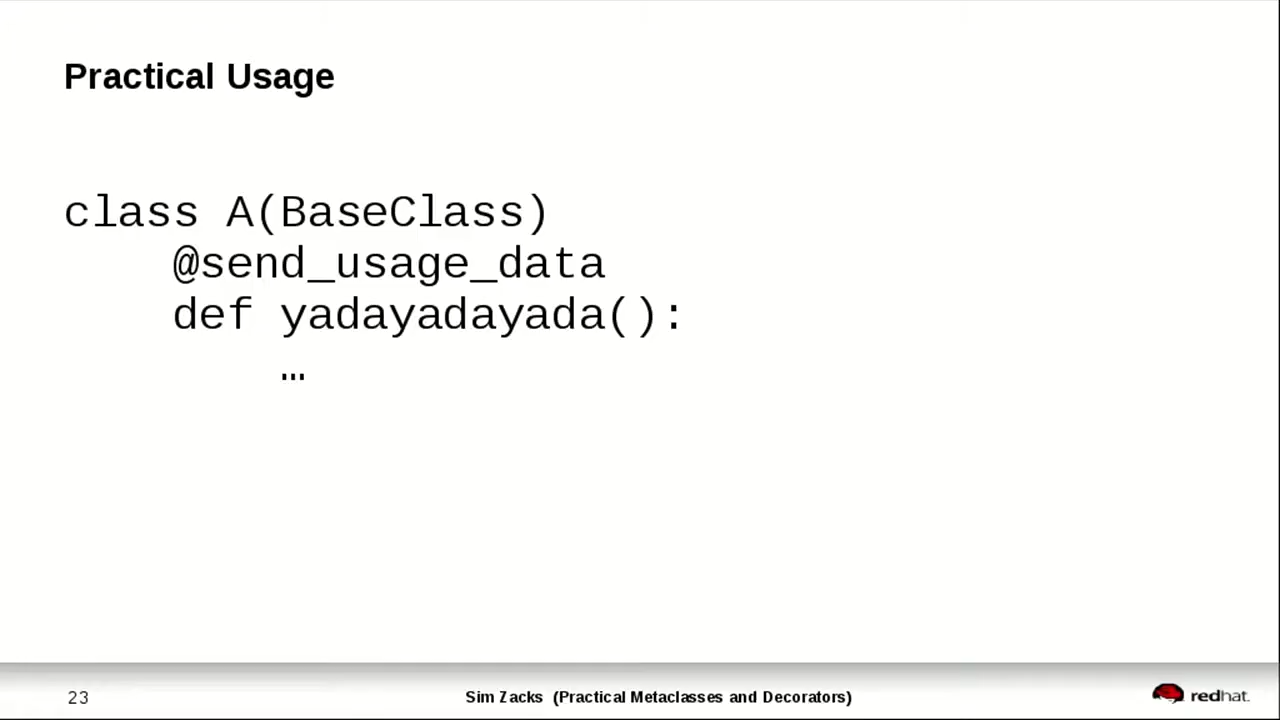 Practical Usage
class A(BaseClass)
    @send_usage_data
    def yadayadayada():
        …
23
Sim Zacks (Practical Metaclasses and Decorators)
redhat.